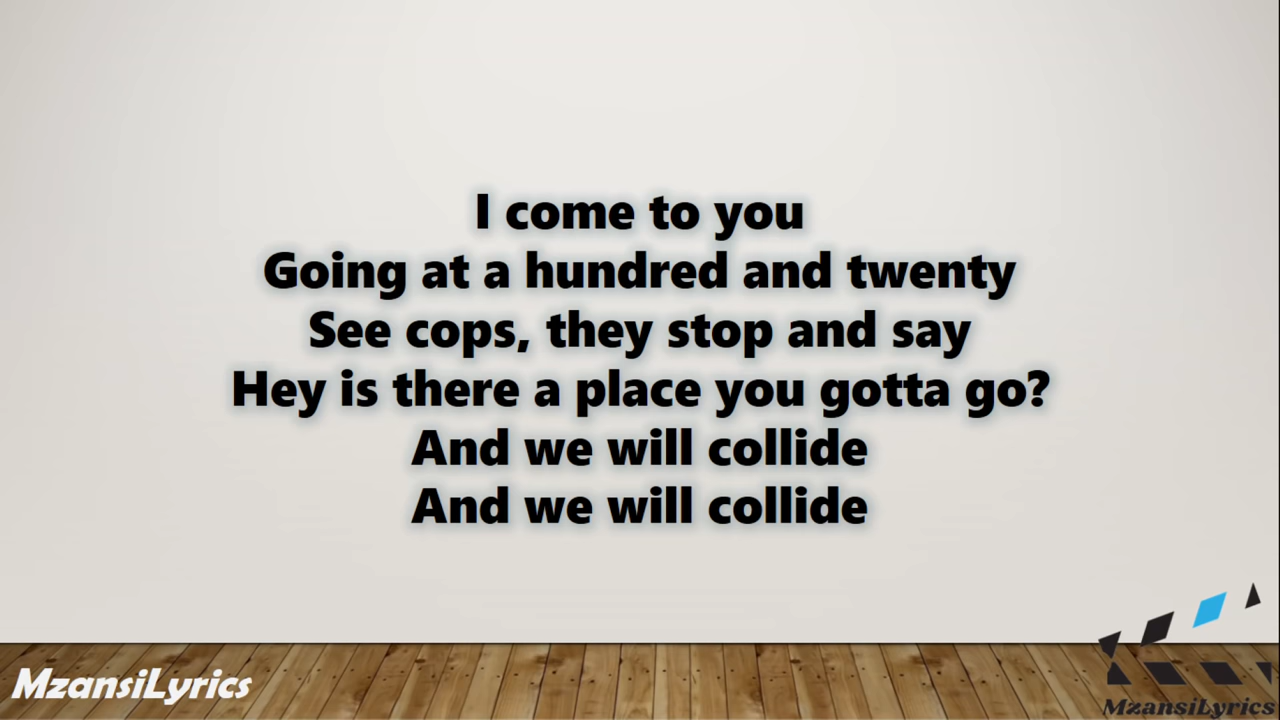 I come to you
Going at a hundred and twenty
See cops, they stop and say
Hey is there a place you gotta go?
And we will collide
And we will collide
MzansiLyrics
MzansiLyrics